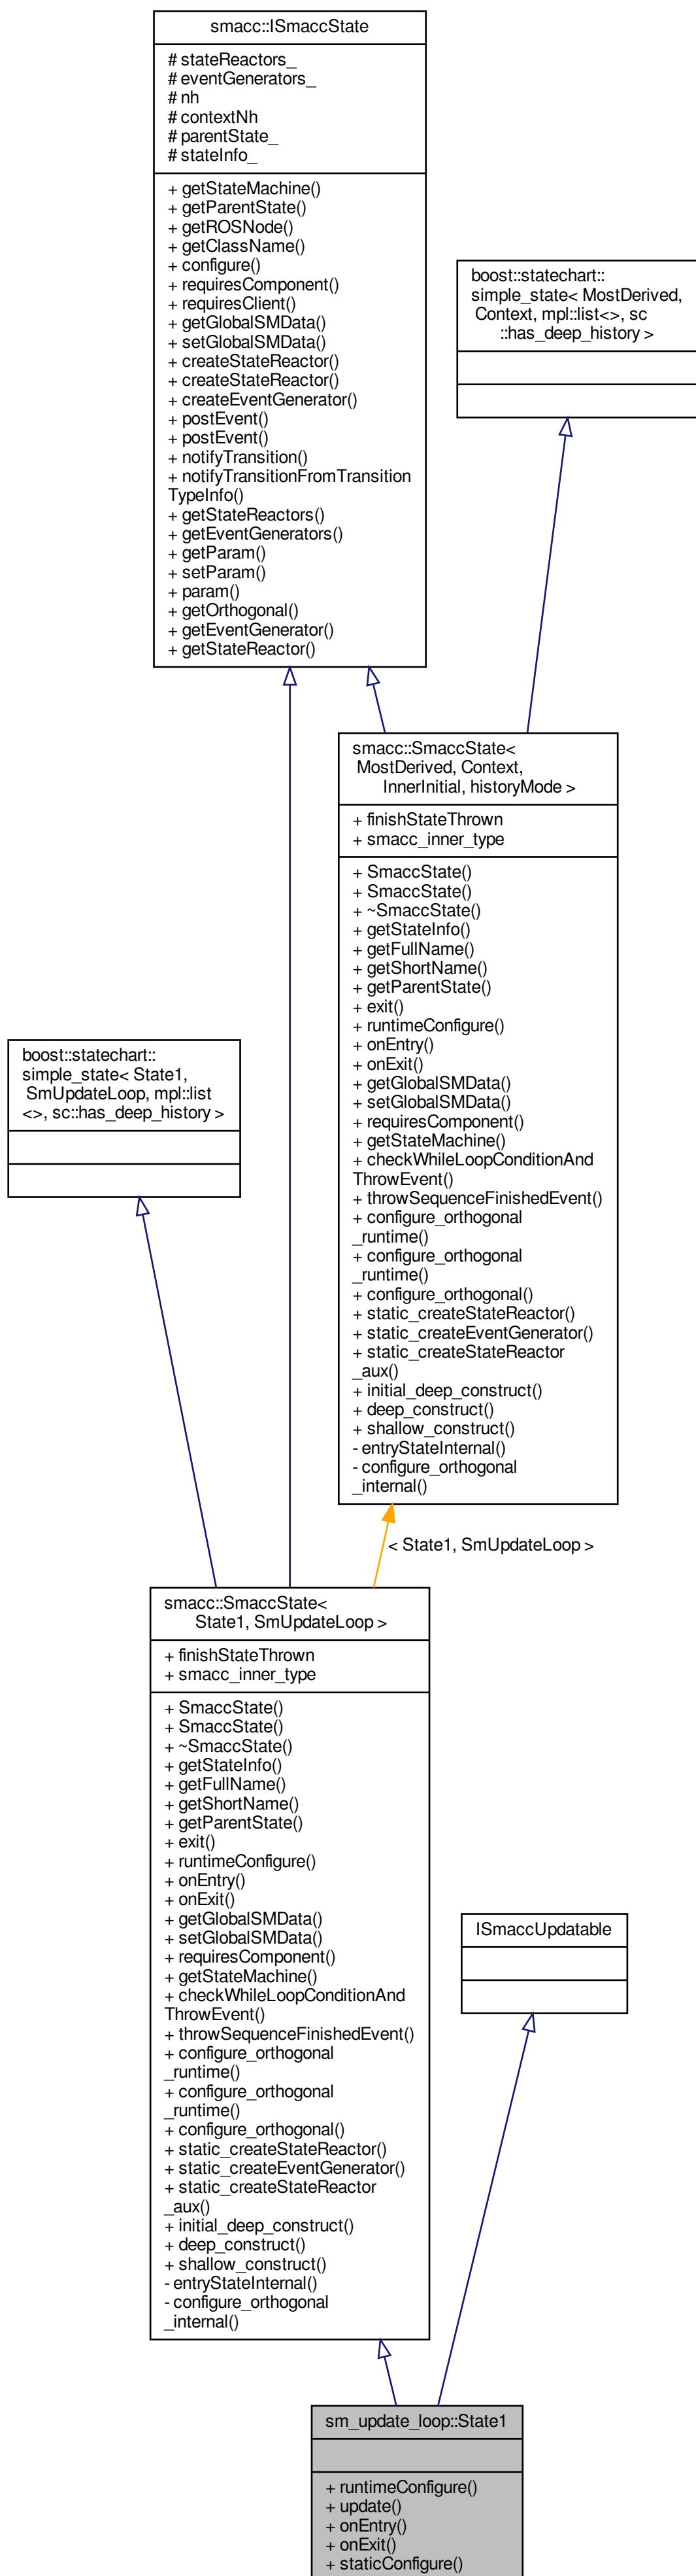 smacc::ISmaccState
# stateReactors_
# eventGenerators_
# nh
# contextNh
# parentState_
# stateInfo_
+ getStateMachine()
+ getParentState()
+ getROSNode()
+ getClassName()
+ configure()
+ requiresComponent()
+ requiresClient()
+ getGlobalSMData()
+ setGlobalSMData()
+ createStateReactor()
+ createStateReactor()
+ createEventGenerator()
+ postEvent()
+ postEvent()
+ notifyTransition()
+ notifyTransitionFromTransition
TypeInfo()
+ getStateReactors()
+ getEventGenerators()
+ getParam()
+ setParam()
+ param()
+ getOrthogonal()
+ getEventGenerator()
+ getStateReactor()
boost::statechart::
simple_state< MostDerived,
Context, mpl::list<>, sc
::has_deep_history >
smacc::SmaccState<
MostDerived, Context,
InnerInitial, historyMode >
+ finishStateThrown
+ smacc_inner_type
+ SmaccState()
+ SmaccState()
+ ~SmaccState()
+ getStateInfo()
+ getFullName()
+ getShortName()
+ getParentState()
+ exit()
+ runtimeConfigure()
+ onEntry()
+ onExit()
+ getGlobalSMData()
+ setGlobalSMData()
+ requiresComponent()
+ getStateMachine()
+ checkWhileLoopConditionAnd
ThrowEvent()
+ throwSequenceFinishedEvent()
+ configure_orthogonal
_runtime()
+ configure_orthogonal
_runtime()
+ configure_orthogonal()
+ static_createStateReactor()
+ static_createEventGenerator()
+ static_createStateReactor
_aux()
+ initial_deep_construct()
+ deep_construct()
+ shallow_construct()
- entryStateInternal()
- configure_orthogonal
_internal()
boost::statechart::
simple_state< State1,
SmUpdateLoop, mpl::list
<>, sc::has_deep_history >
< State1, SmUpdateLoop >
smacc::SmaccState<
State1, SmUpdateLoop >
+ finishStateThrown
+ smacc_inner_type
+ SmaccState()
+ SmaccState()
+ ~SmaccState()
+ getStateInfo()
+ getFullName()
+ getShortName()
+ getParentState()
+ exit()
+ runtimeConfigure()
+ onEntry()
+ onExit()
+ getGlobalSMData()
+ setGlobalSMData()
+ requiresComponent()
+ getStateMachine()
+ checkWhileLoopConditionAnd
ThrowEvent()
+ throwSequenceFinishedEvent()
+ configure_orthogonal
_runtime()
+ configure_orthogonal
_runtime()
+ configure_orthogonal()
+ static_createStateReactor()
+ static_createEventGenerator()
+ static_createStateReactor
_aux()
+ initial_deep_construct()
+ deep_construct()
+ shallow_construct()
- entryStateInternal()
- configure_orthogonal
_internal()
ISmaccUpdatable
sm_update_loop::State1
+ runtimeConfigure()
+ update()
+ onEntry()
+ onExit()
+ staticConfigure()